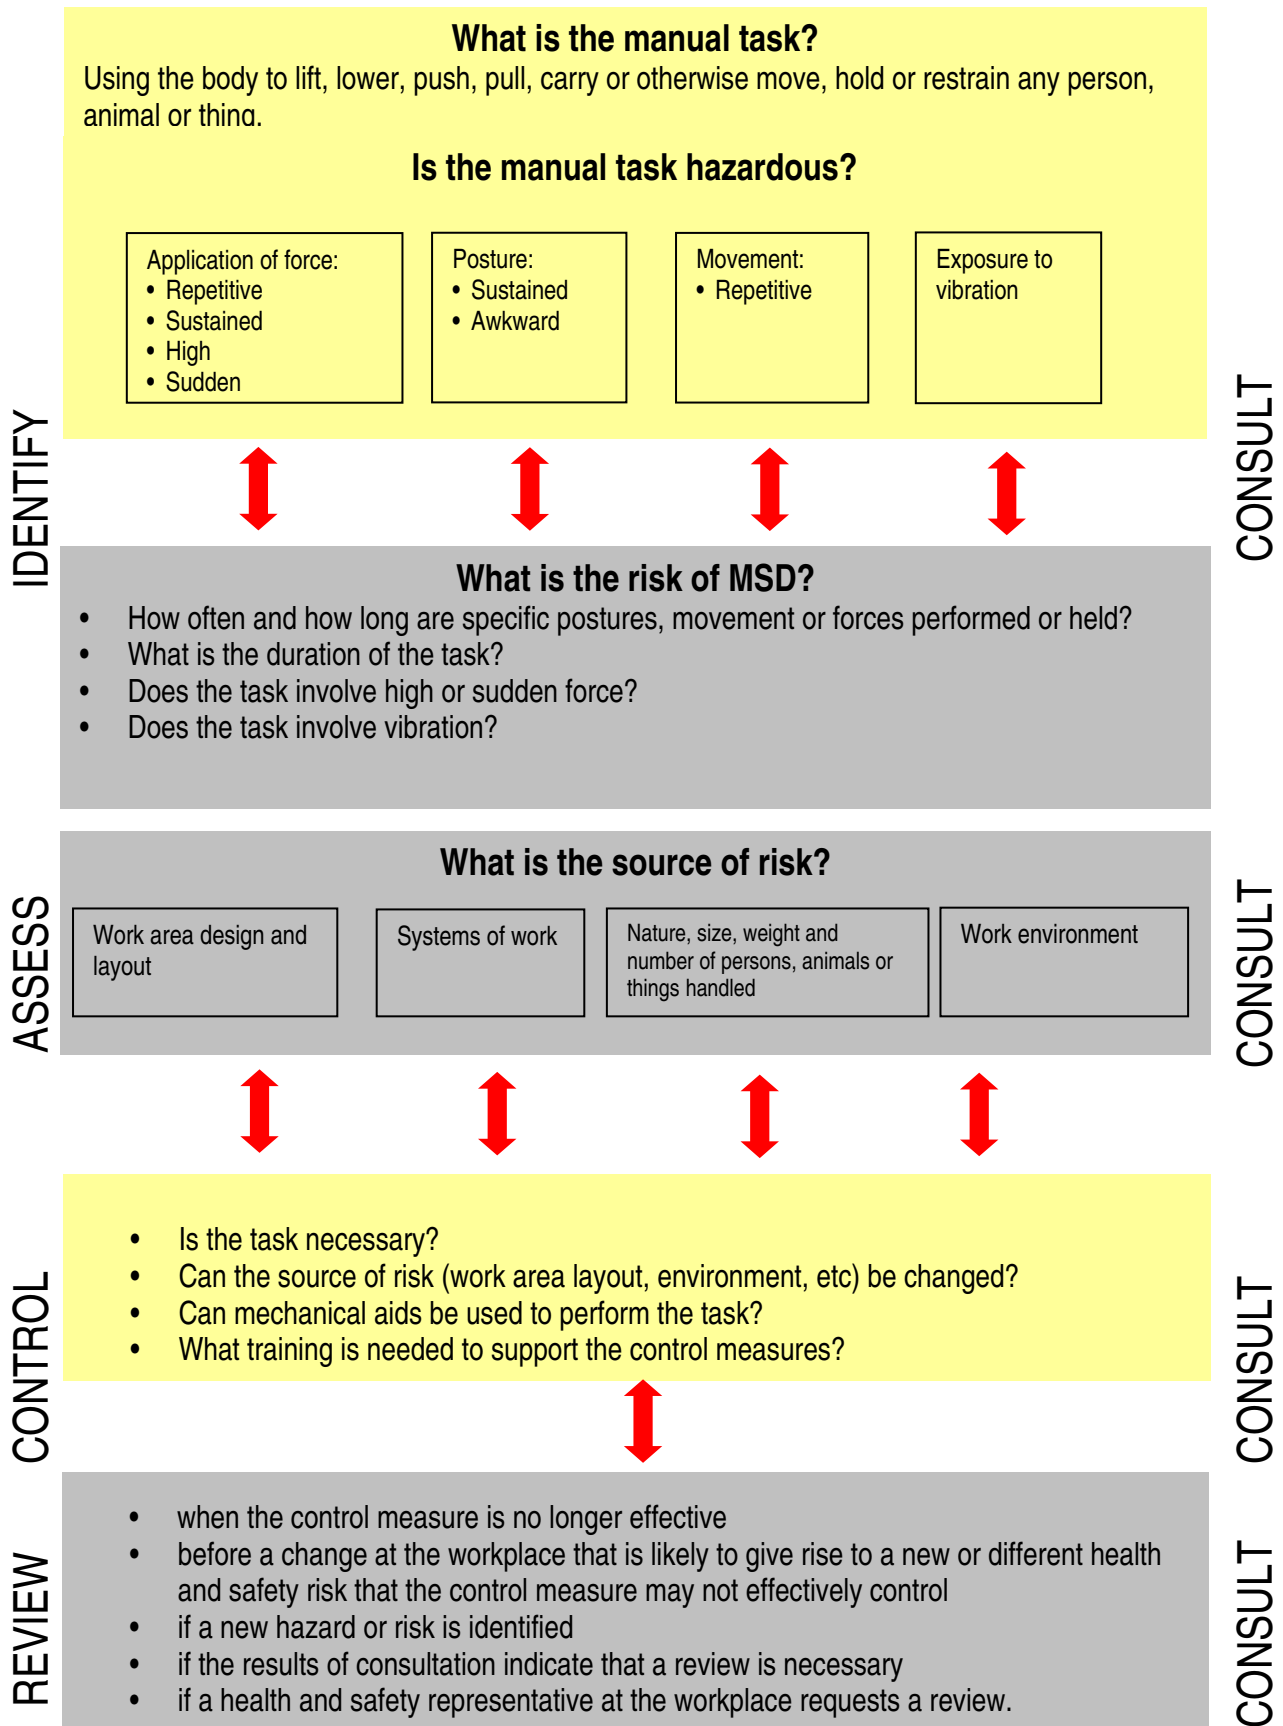 What is the manual task?
Using the body to lift, lower, push, pull, carry or otherwise move, hold or restrain any person,
animal or thing.
Is the manual task hazardous?
Application of force:
• Repetitive
• Sustained
• High
• Sudden
Posture:
• Sustained
• Awkward
Movement:
• Repetitive
Exposure to
vibration
IDENTIFY
CONSULT
What is the risk of MSD?
• How often and how long are specific postures, movement or forces performed or held?
• What is the duration of the task?
• Does the task involve high or sudden force?
• Does the task involve vibration?
ASSESS
CONSULT
What is the source of risk?
Work area design and
layout
Systems of work
Nature, size, weight and
number of persons, animals or
things handled
Work environment
CONTROL
CONSULT
• Is the task necessary?
• Can the source of risk (work area layout, environment, etc) be changed?
• Can mechanical aids be used to perform the task?
• What training is needed to support the control measures?
REVIEW
CONSULT
• when the control measure is no longer effective
• before a change at the workplace that is likely to give rise to a new or different health
and safety risk that the control measure may not effectively control
• if a new hazard or risk is identified
• if the results of consultation indicate that a review is necessary
• if a health and safety representative at the workplace requests a review.